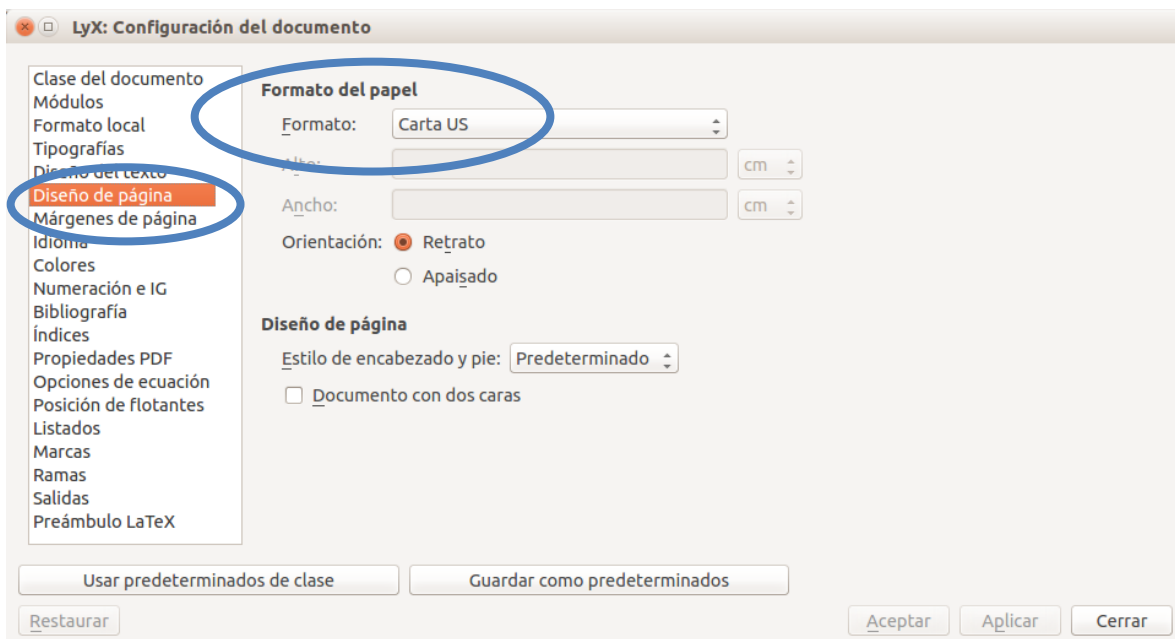 LyX: Configuración del documento
Clase del documento
Módulos
Formato local
Tipografías
Diseño del texto
Diseño de página
Márgenes de página
Idioma
Colores
Numeración e IG
Bibliografía
Índices
Propiedades PDF
Opciones de ecuación
Posición de flotantes
Listados
Marcas
Ramas
Salidas
Preámbulo LaTeX
Formato del papel
Formato: Carta US
Alto: cm
Ancho: cm
Orientación: Retrato
Apaisado
Diseño de página
Estilo de encabezado y pie: Predeterminado
Documento con dos caras
Usar predeterminados de clase Guardar como predeterminados
Restaurar Aceptar Aplicar Cerrar